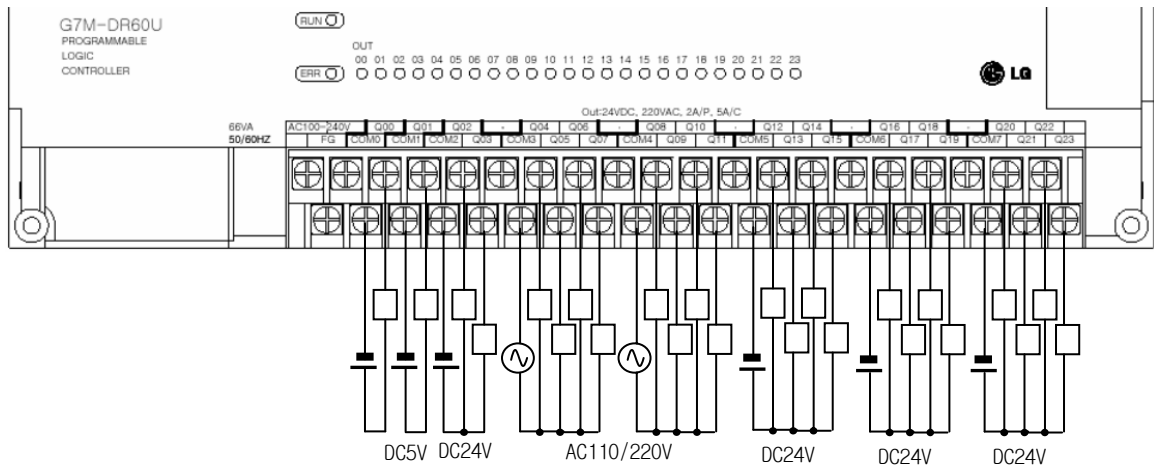 G7M-DR60U
PROGRAMMABLE
LOGIC
CONTROLLER
RUN
ERR
OUT
00 01 02 03 04 05 06 07 08 09 10 11 12 13 14 15 16 17 18 19 20 21 22 23
LG
Out:24VDC, 220VAC, 2A/P, 5A/C
66VA
50/60HZ
AC100-240V Q00 Q01 Q02 . Q04 Q06 . Q08 Q10 . Q12 Q14 . Q16 Q18 . Q20 Q22
FG COM0 COM1 COM2 Q03 COM3 Q05 Q07 COM4 Q09 Q11 COM5 Q13 Q15 COM6 Q17 Q19 COM7 Q21 Q23
DC5V DC24V AC110/220V DC24V DC24V DC24V